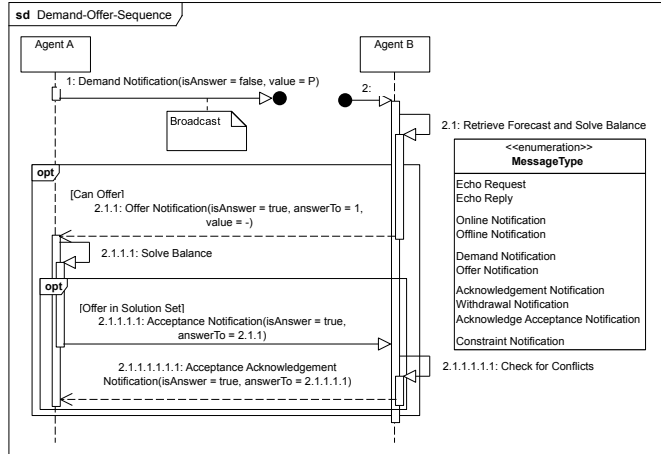 sd Demand-Offer-Sequence
Agent A
Agent B
1: Demand Notification(isAnswer = false, value = P)
2:
Broadcast
2.1: Retrieve Forecast and Solve Balance
<<enumeration>>
MessageType
Echo Request
Echo Reply
Online Notification
Offline Notification
Demand Notification
Offer Notification
Acknowledgement Notification
Withdrawal Notification
Acknowledge Acceptance Notification
Constraint Notification
opt
[Can Offer]
2.1.1: Offer Notification(isAnswer = true, answerTo = 1,
value = -)
2.1.1.1: Solve Balance
opt
[Offer in Solution Set]
2.1.1.1.1: Acceptance Notification(isAnswer = true,
answerTo = 2.1.1)
2.1.1.1.1.1: Check for Conflicts
2.1.1.1.1.1.1: Acceptance Acknowledgement
Notification(isAnswer = true, answerTo = 2.1.1.1.1)